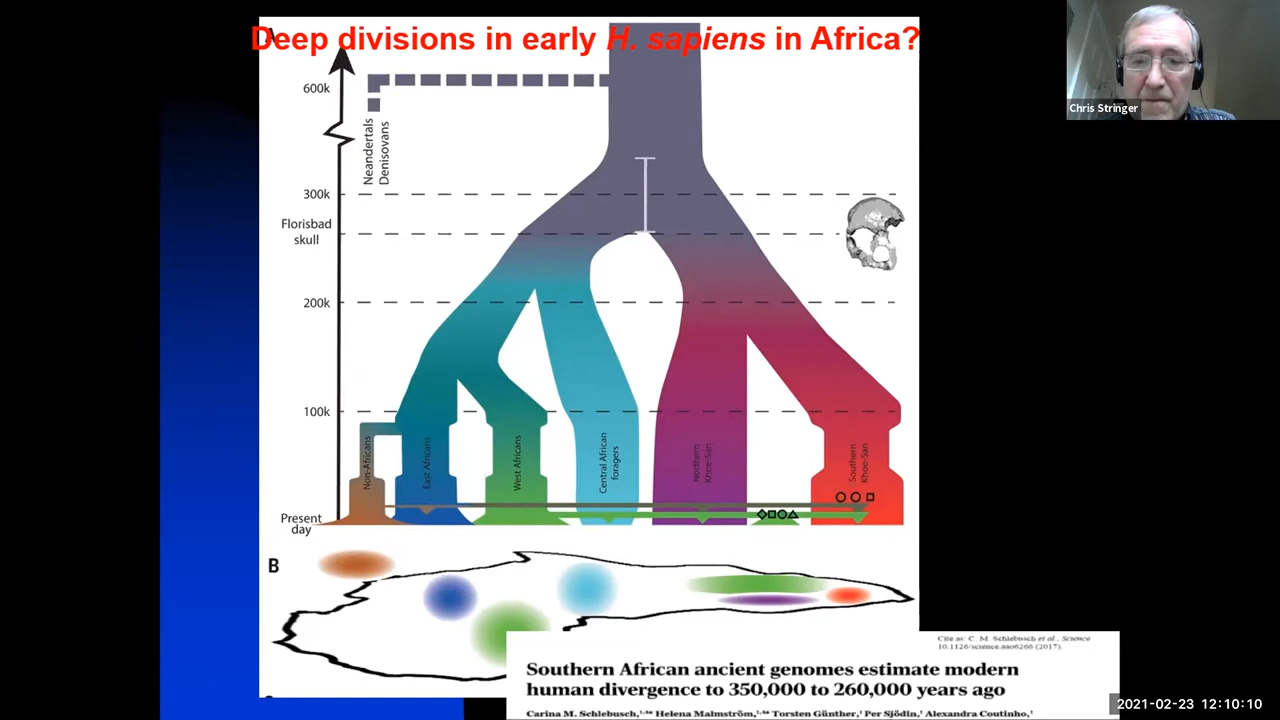 Deep divisions in early H. sapiens in Africa?
Chris Stringer
600k
Neandertals
Denisovans
300k
Florisbad
skull
200k
100k
Non-Africans
East Africans
West Africans
Central African
foragers
Northern
Khoe-San
Southern
Khoe-San
Present
day
B
Cite as: C. M. Schlebusch et al., Science
10.1126/science.aao6266 (2017).
Southern African ancient genomes estimate modern
human divergence to 350,000 to 260,000 years ago
Carina M. Schlebusch, Helena Malmström, Torsten Günther, Per Sjödin, Alexandra Coutinho,
2021-02-23 12:10:10